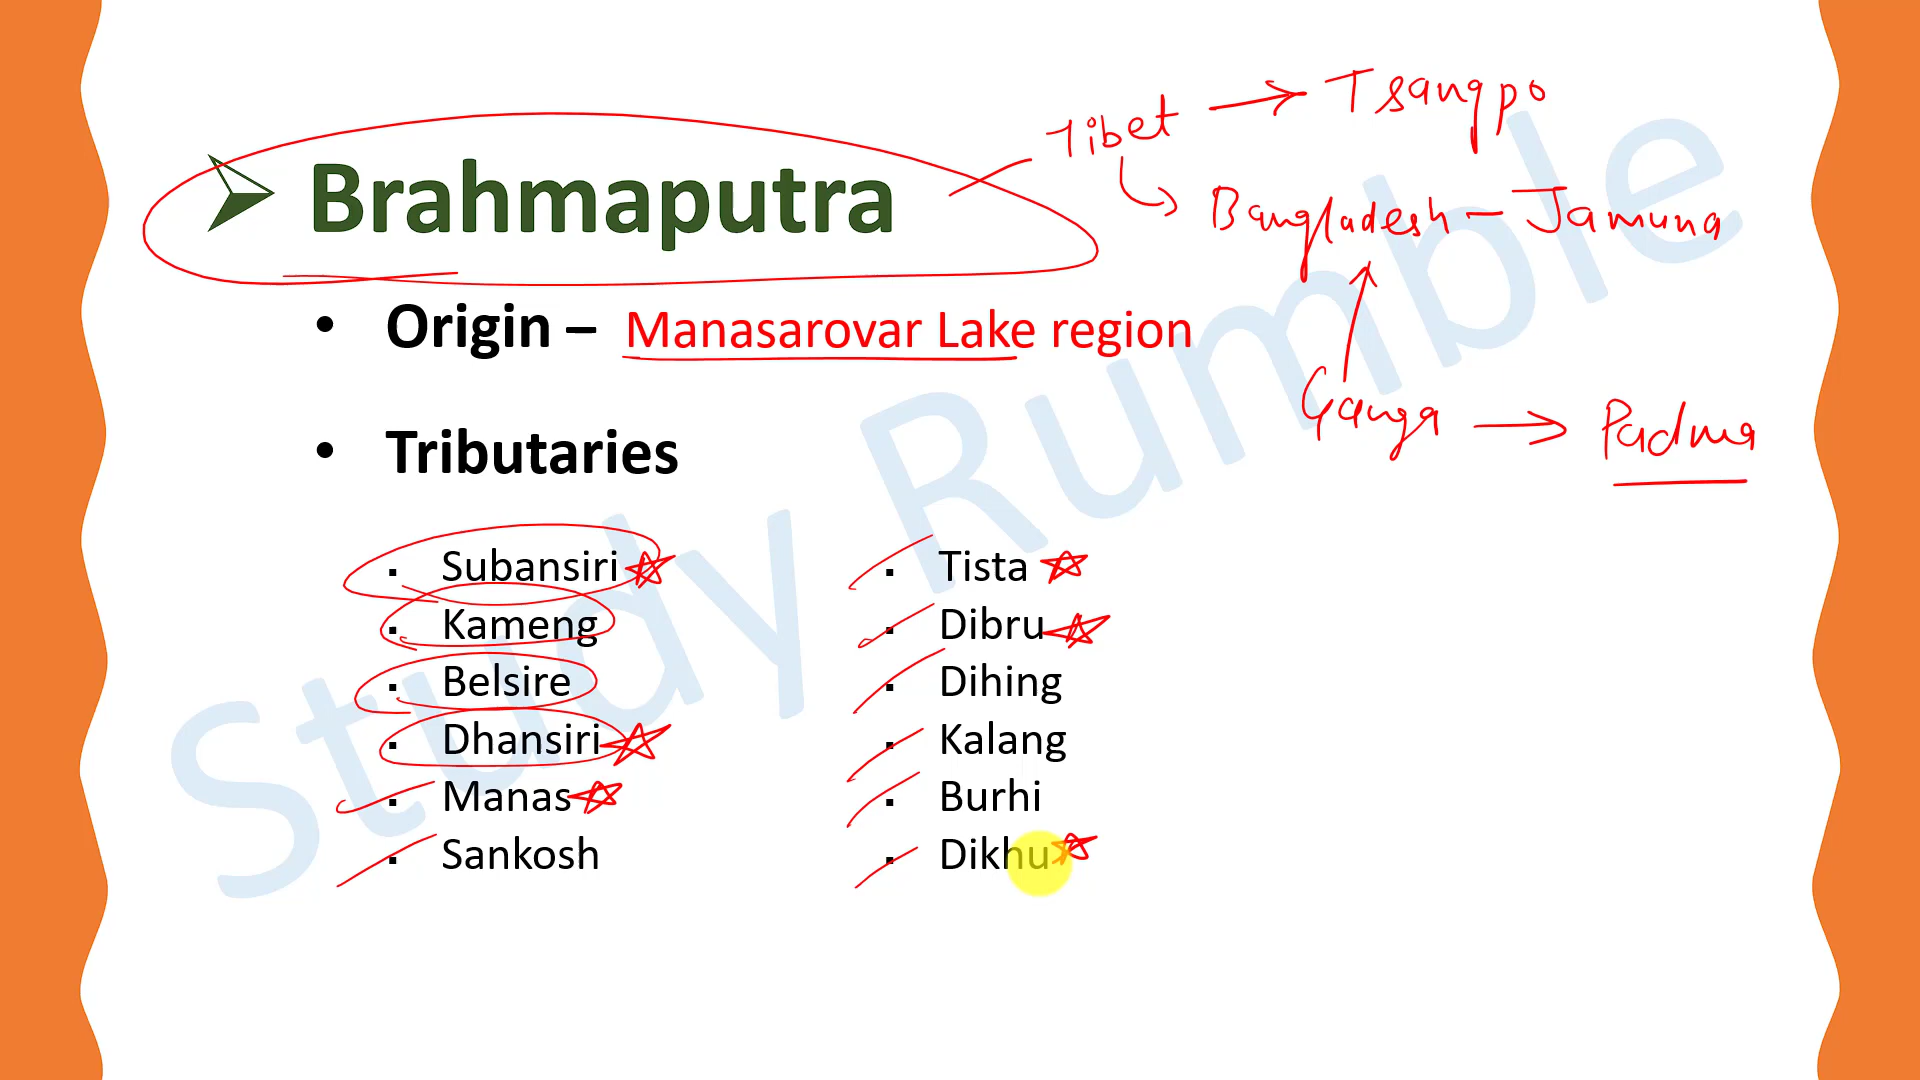 Tibet → Tsangpo
➢ Brahmaputra
Bangladesh - Jamuna
• Origin – Manasarovar Lake region
Ganga → Padma
• Tributaries
▪ Subansiri
▪ Kameng
▪ Belsire
▪ Dhansiri
▪ Manas
▪ Sankosh
▪ Tista
▪ Dibru
▪ Dihing
▪ Kalang
▪ Burhi
▪ Dikhu
Study Rumble